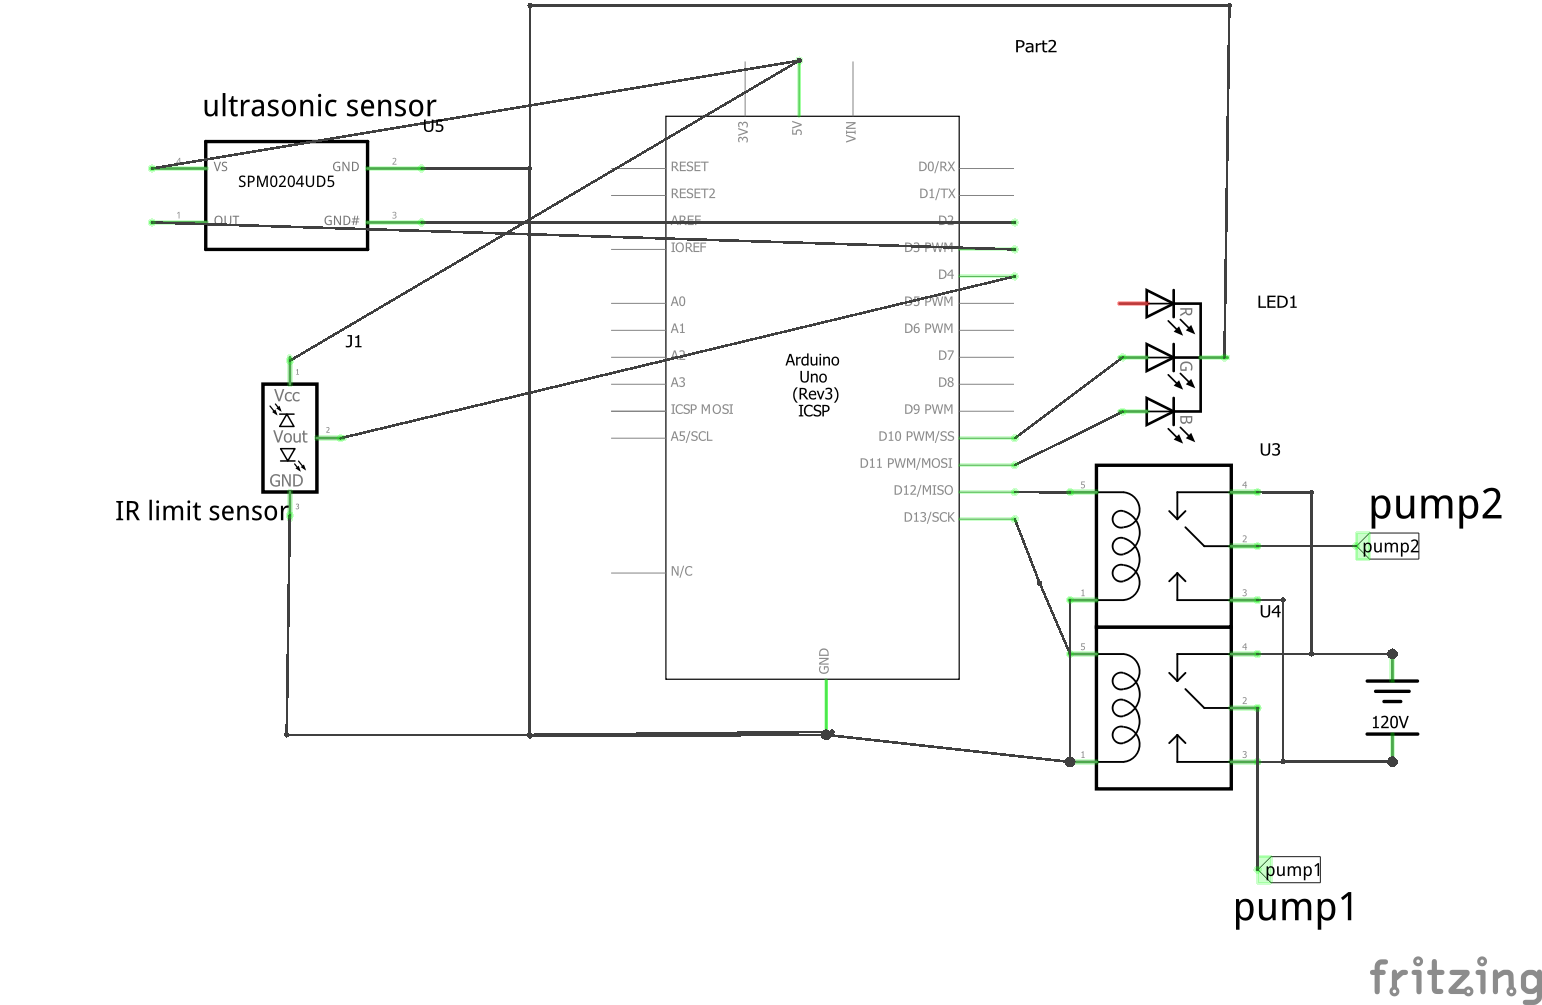 Part2
ultrasonic sensor
U5
4 VS
GND 2
SPM0204UD5
1 OUT
GND# 3
3V3
5V
VIN
RESET
RESET2
AREF
IOREF
A0
A1
A2
A3
ICSP MOSI
A5/SCL
N/C
GND
D0/RX
D1/TX
D2
D3 PWM
D4
D5 PWM
D6 PWM
D7
D8
D9 PWM
D10 PWM/SS
D11 PWM/MOSI
D12/MISO
D13/SCK
Arduino
Uno
(Rev3)
ICSP
J1
1
Vcc
Vout 2
GND
3
IR limit sensor
LED1
R
G
B
U3
5
4
2
1
3
U4
5
4
2
1
3
pump2
pump2
120V
pump1
pump1
fritzing